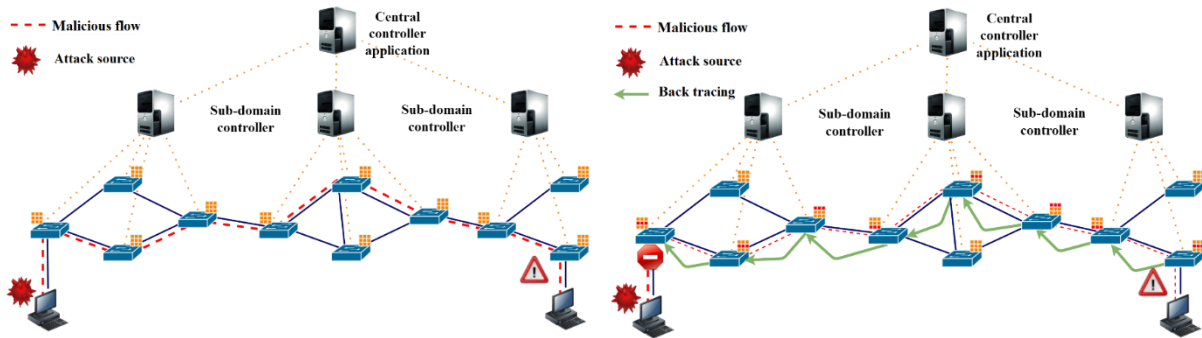 Malicious flow
Attack source
Central
controller
application
Sub-domain
controller
Sub-domain
controller
Malicious flow
Attack source
Back tracing
Central
controller
application
Sub-domain
controller
Sub-domain
controller